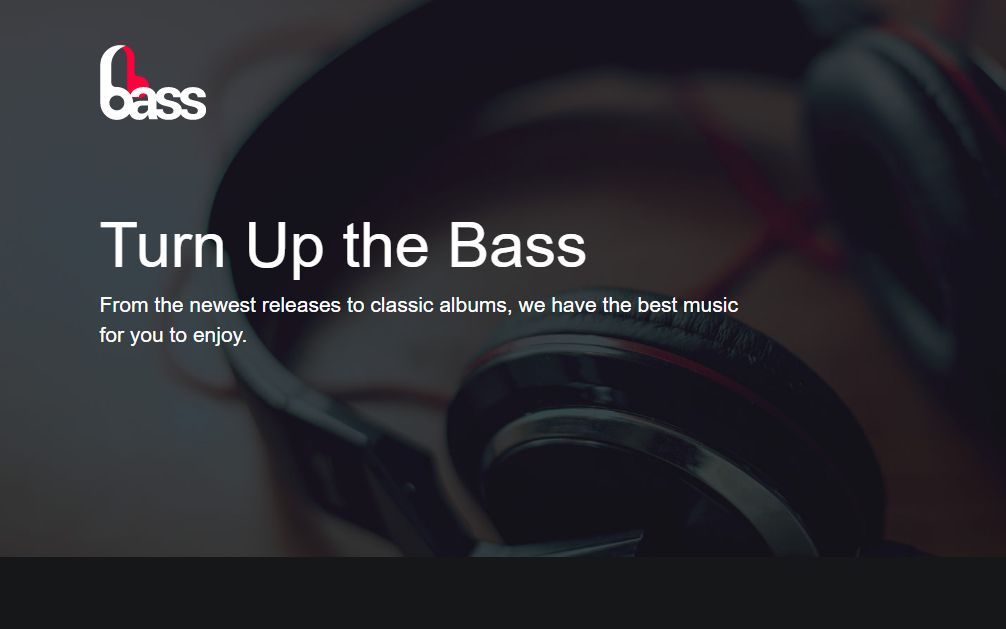 bass
Turn Up the Bass
From the newest releases to classic albums, we have the best music
for you to enjoy.